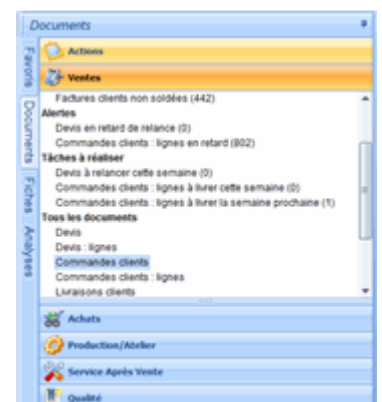 Documents
Actions
Ventes
Factures clients non soldées (442)
Alertes
Devis en retard de relance (0)
Commandes clients : lignes en retard (802)
Tâches à réaliser
Devis à relancer cette semaine (0)
Commandes clients : lignes à livrer cette semaine (0)
Commandes clients : lignes à livrer la semaine prochaine (1)
Tous les documents
Devis
Devis : lignes
Commandes clients
Commandes clients : lignes
Livraisons clients
Achats
Production/Atelier
Service Après Vente
Qualité
Favoris
Documents
Fiches
Analyses